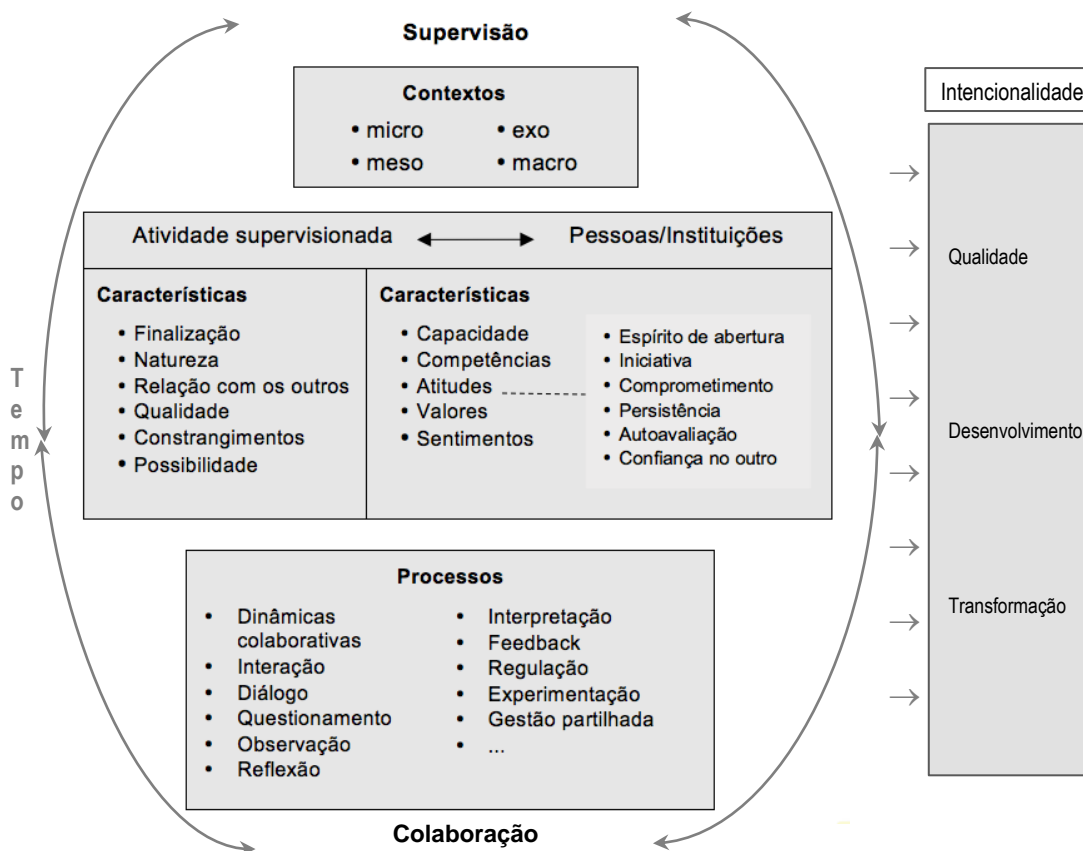 Supervisão
Contextos
• micro
• exo
• meso
• macro
Intencionalidade
Atividade supervisionada
Pessoas/Instituições
Características
• Finalização
• Natureza
• Relação com os outros
• Qualidade
• Constrangimentos
• Possibilidade
Características
• Capacidade
• Competências
• Atitudes
• Valores
• Sentimentos
• Espírito de abertura
• Iniciativa
• Comprometimento
• Persistência
• Autoavaliação
• Confiança no outro
Qualidade
Desenvolvimento
Transformação
T
e
m
p
o
Processos
• Dinâmicas
colaborativas
• Interação
• Diálogo
• Questionamento
• Observação
• Reflexão
• Interpretação
• Feedback
• Regulação
• Experimentação
• Gestão partilhada
• ...
Colaboração